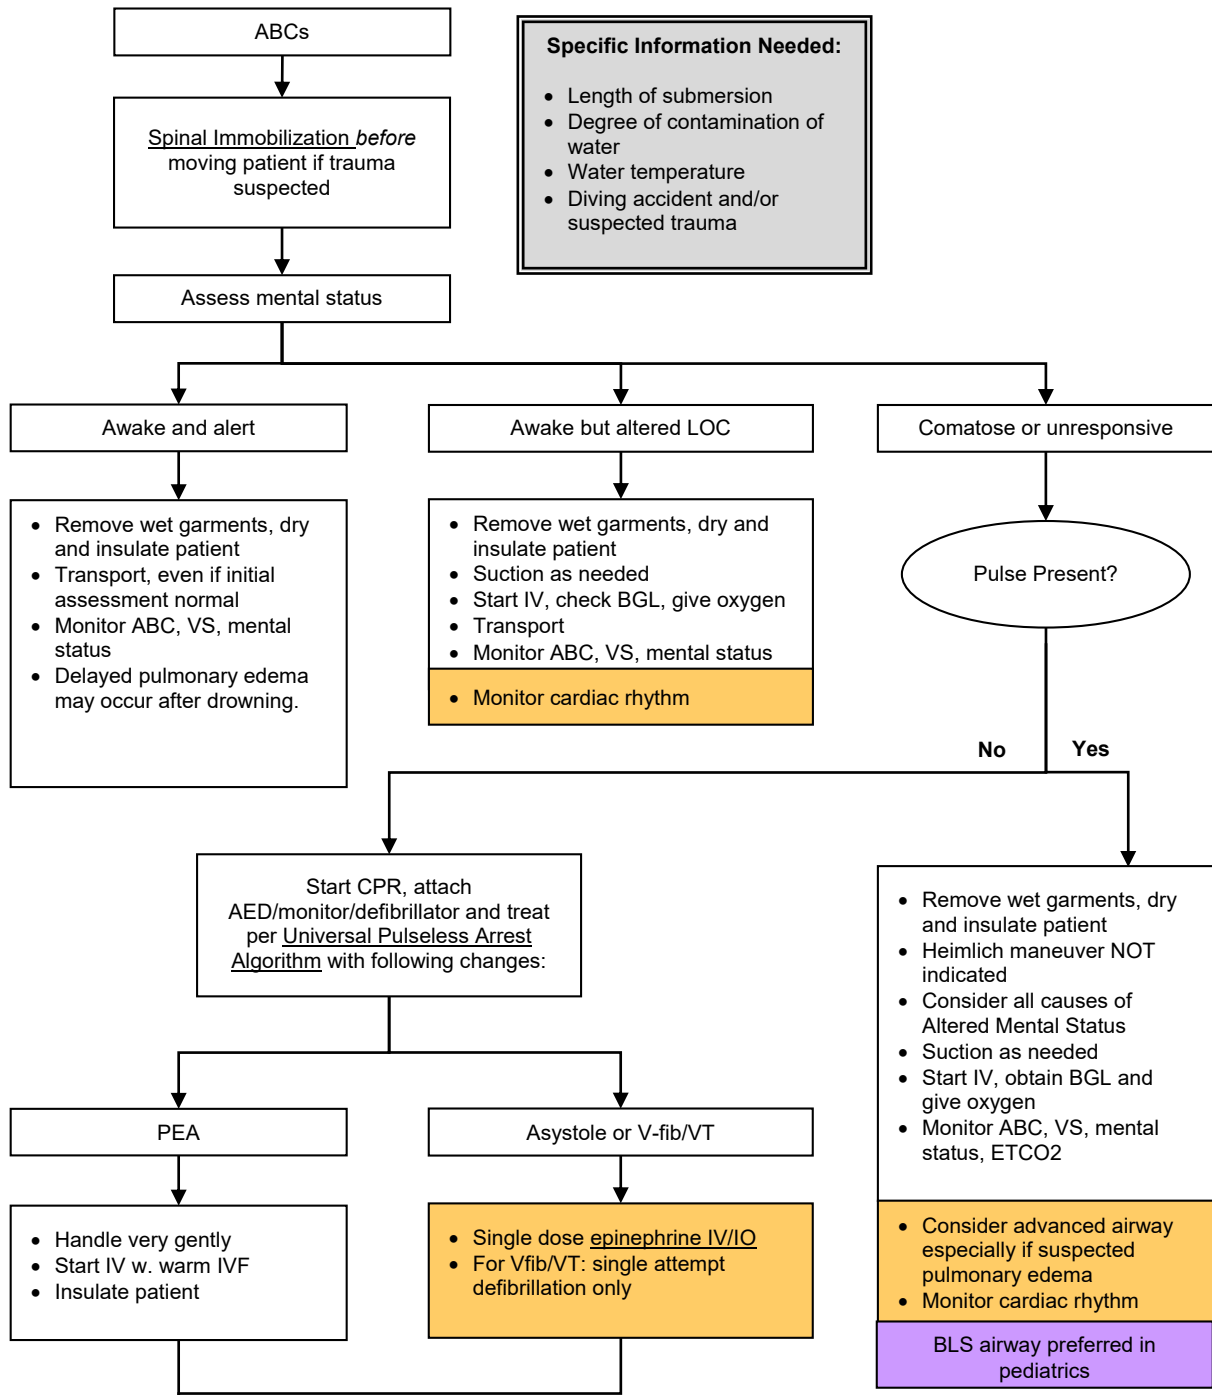 ABCs
Specific Information Needed:
• Length of submersion
• Degree of contamination of
water
• Water temperature
• Diving accident and/or
suspected trauma
Spinal Immobilization before
moving patient if trauma
suspected
Assess mental status
Awake and alert
• Remove wet garments, dry
and insulate patient
• Transport, even if initial
assessment normal
• Monitor ABC, VS, mental
status
• Delayed pulmonary edema
may occur after drowning.
Awake but altered LOC
• Remove wet garments, dry and
insulate patient
• Suction as needed
• Start IV, check BGL, give oxygen
• Transport
• Monitor ABC, VS, mental status
• Monitor cardiac rhythm
Comatose or unresponsive
Pulse Present?
No
Yes
Start CPR, attach
AED/monitor/defibrillator and treat
per Universal Pulseless Arrest
Algorithm with following changes:
PEA
• Handle very gently
• Start IV w. warm IVF
• Insulate patient
Asystole or V-fib/VT
• Single dose epinephrine IV/IO
• For Vfib/VT: single attempt
defibrillation only
• Remove wet garments, dry
and insulate patient
• Heimlich maneuver NOT
indicated
• Consider all causes of
Altered Mental Status
• Suction as needed
• Start IV, obtain BGL and
give oxygen
• Monitor ABC, VS, mental
status, ETCO2
• Consider advanced airway
especially if suspected
pulmonary edema
• Monitor cardiac rhythm
BLS airway preferred in
pediatrics